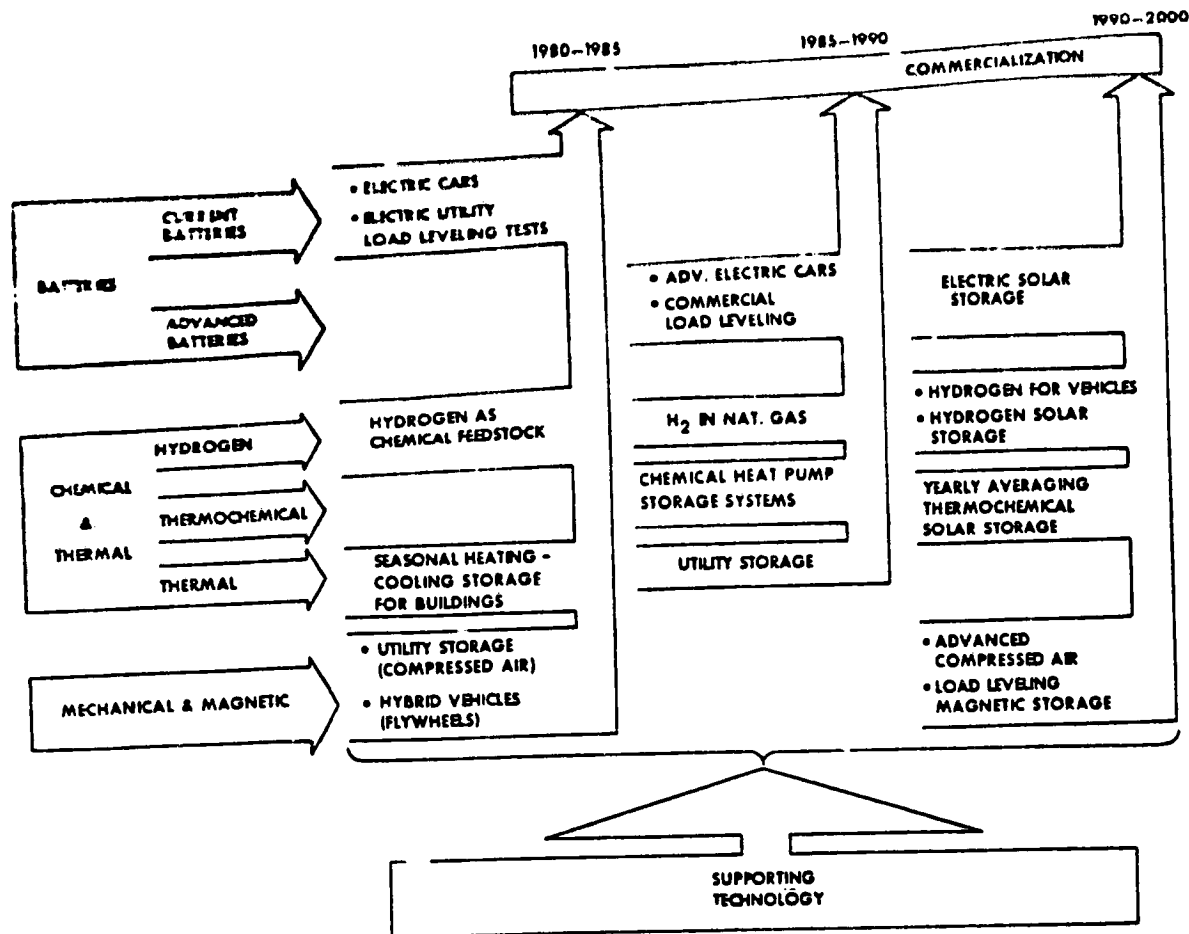 1980-1985
1985-1990
1990-2000
COMMERCIALIZATION
BATTERIES
CURRENT
BATTERIES
ADVANCED
BATTERIES
• ELECTRIC CARS
• ELECTRIC UTILITY
LOAD LEVELING TESTS
• ADV. ELECTRIC CARS
• COMMERCIAL
LOAD LEVELING
ELECTRIC SOLAR
STORAGE
CHEMICAL
&
THERMAL
HYDROGEN
THERMOCHEMICAL
THERMAL
HYDROGEN AS
CHEMICAL FEEDSTOCK
H2 IN NAT. GAS
• HYDROGEN FOR VEHICLES
• HYDROGEN SOLAR
STORAGE
CHEMICAL HEAT PUMP
STORAGE SYSTEMS
YEARLY AVERAGING
THERMOCHEMICAL
SOLAR STORAGE
SEASONAL HEATING -
COOLING STORAGE
FOR BUILDINGS
UTILITY STORAGE
MECHANICAL & MAGNETIC
• UTILITY STORAGE
(COMPRESSED AIR)
• HYBRID VEHICLES
(FLYWHEELS)
• ADVANCED
COMPRESSED AIR
• LOAD LEVELING
MAGNETIC STORAGE
SUPPORTING
TECHNOLOGY